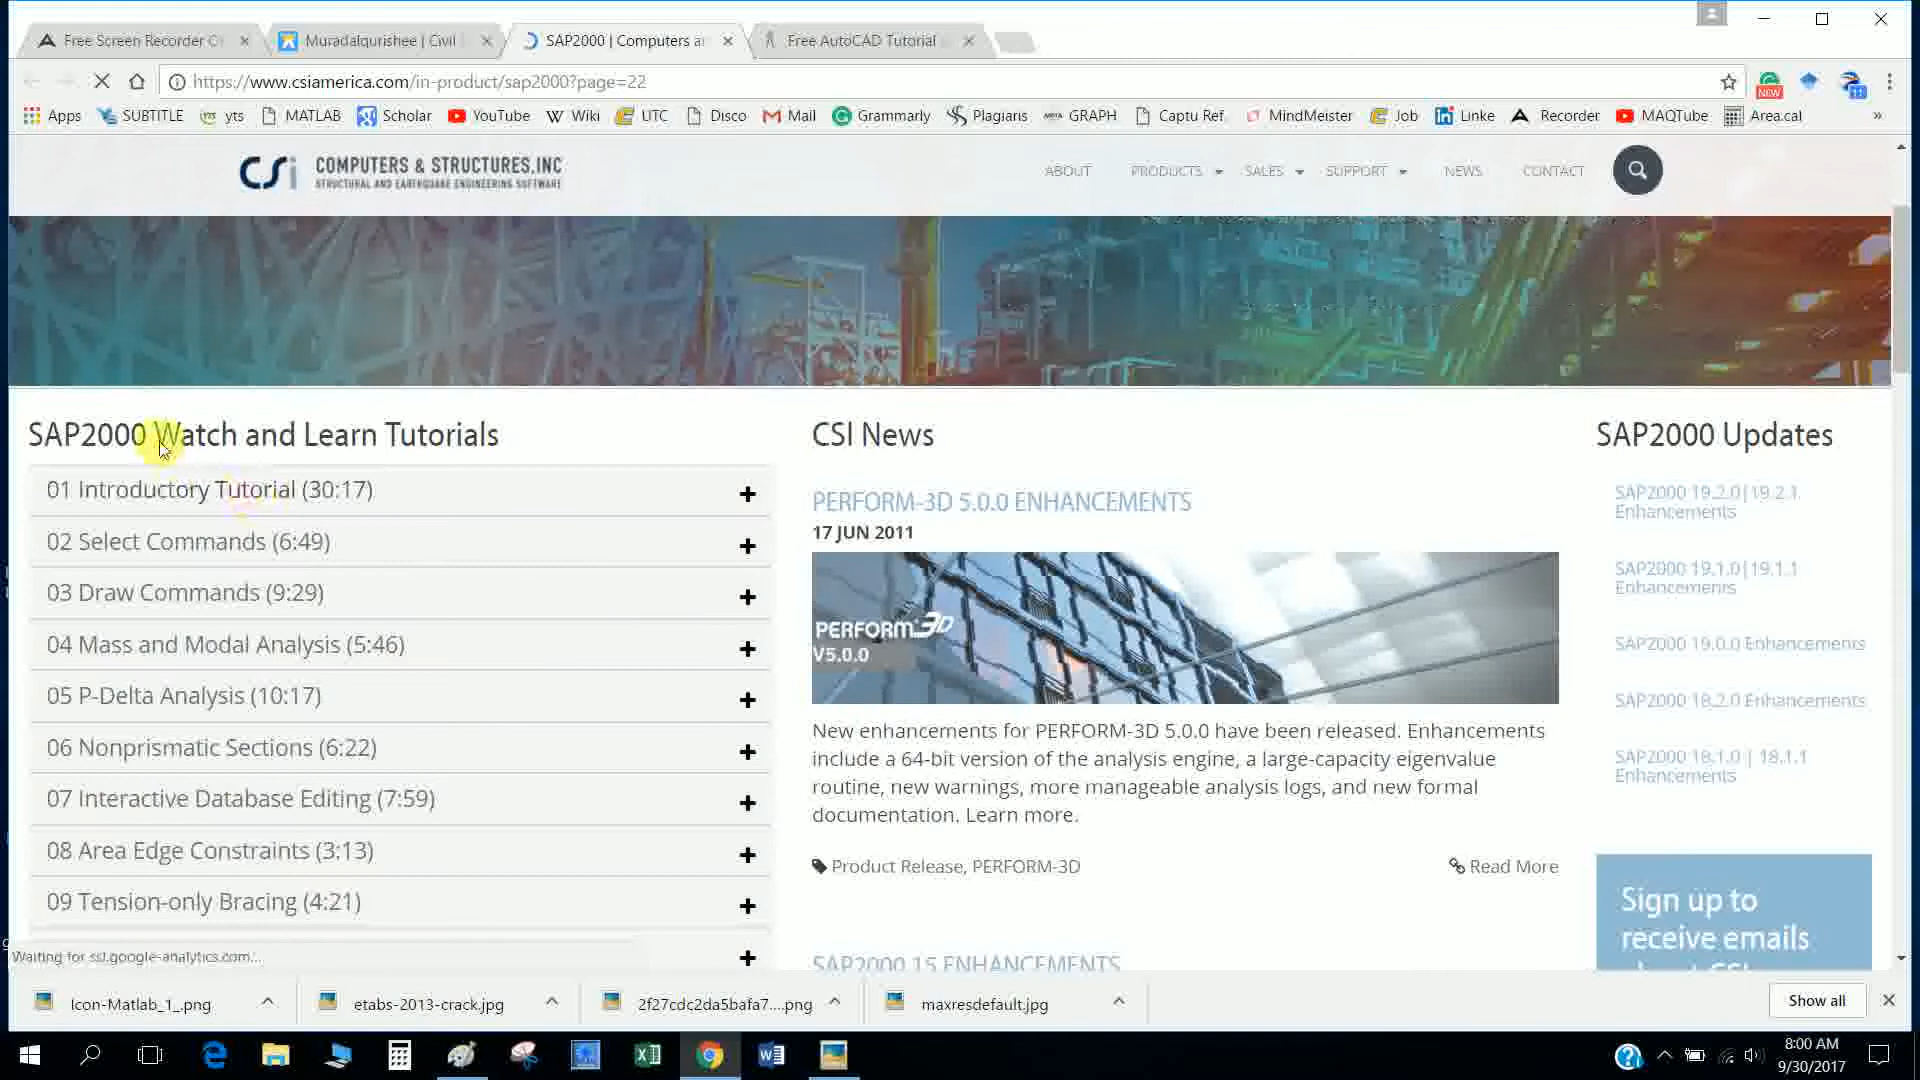 Free Screen Recorder O
Muradalqurishee | Civil
SAP2000 | Computers a
Free AutoCAD Tutorial
https://www.csiamerica.com/in-product/sap2000?page=22
Apps SUBTITLE yts MATLAB Scholar YouTube Wiki UTC Disco Mail Grammarly Plagiaris GRAPH Captu Ref. MindMeister Job Linke Recorder MAQTube Area.cal »
NEW
11
CSi COMPUTERS & STRUCTURES, INC
STRUCTURAL AND EARTHQUAKE ENGINEERING SOFTWARE
ABOUT PRODUCTS SALES SUPPORT NEWS CONTACT
SAP2000 Watch and Learn Tutorials
01 Introductory Tutorial (30:17)
02 Select Commands (6:49)
03 Draw Commands (9:29)
04 Mass and Modal Analysis (5:46)
05 P-Delta Analysis (10:17)
06 Nonprismatic Sections (6:22)
07 Interactive Database Editing (7:59)
08 Area Edge Constraints (3:13)
09 Tension-only Bracing (4:21)
CSI News
PERFORM-3D 5.0.0 ENHANCEMENTS
17 JUN 2011
PERFORM 3D
V5.0.0
New enhancements for PERFORM-3D 5.0.0 have been released. Enhancements
include a 64-bit version of the analysis engine, a large-capacity eigenvalue
routine, new warnings, more manageable analysis logs, and new formal
documentation. Learn more.
Product Release, PERFORM-3D
Read More
SAP2000 15 ENHANCEMENTS
SAP2000 Updates
SAP2000 19.2.0|19.2.1
Enhancements
SAP2000 19.1.0|19.1.1
Enhancements
SAP2000 19.0.0 Enhancements
SAP2000 18.2.0 Enhancements
SAP2000 18.1.0 | 18.1.1
Enhancements
Sign up to
receive emails
about CSI's
Waiting for ssl.google-analytics.com...
Icon-Matlab_1_.png
etabs-2013-crack.jpg
2f27cdc2da5bafa7....png
maxresdefault.jpg
Show all
8:00 AM
9/30/2017